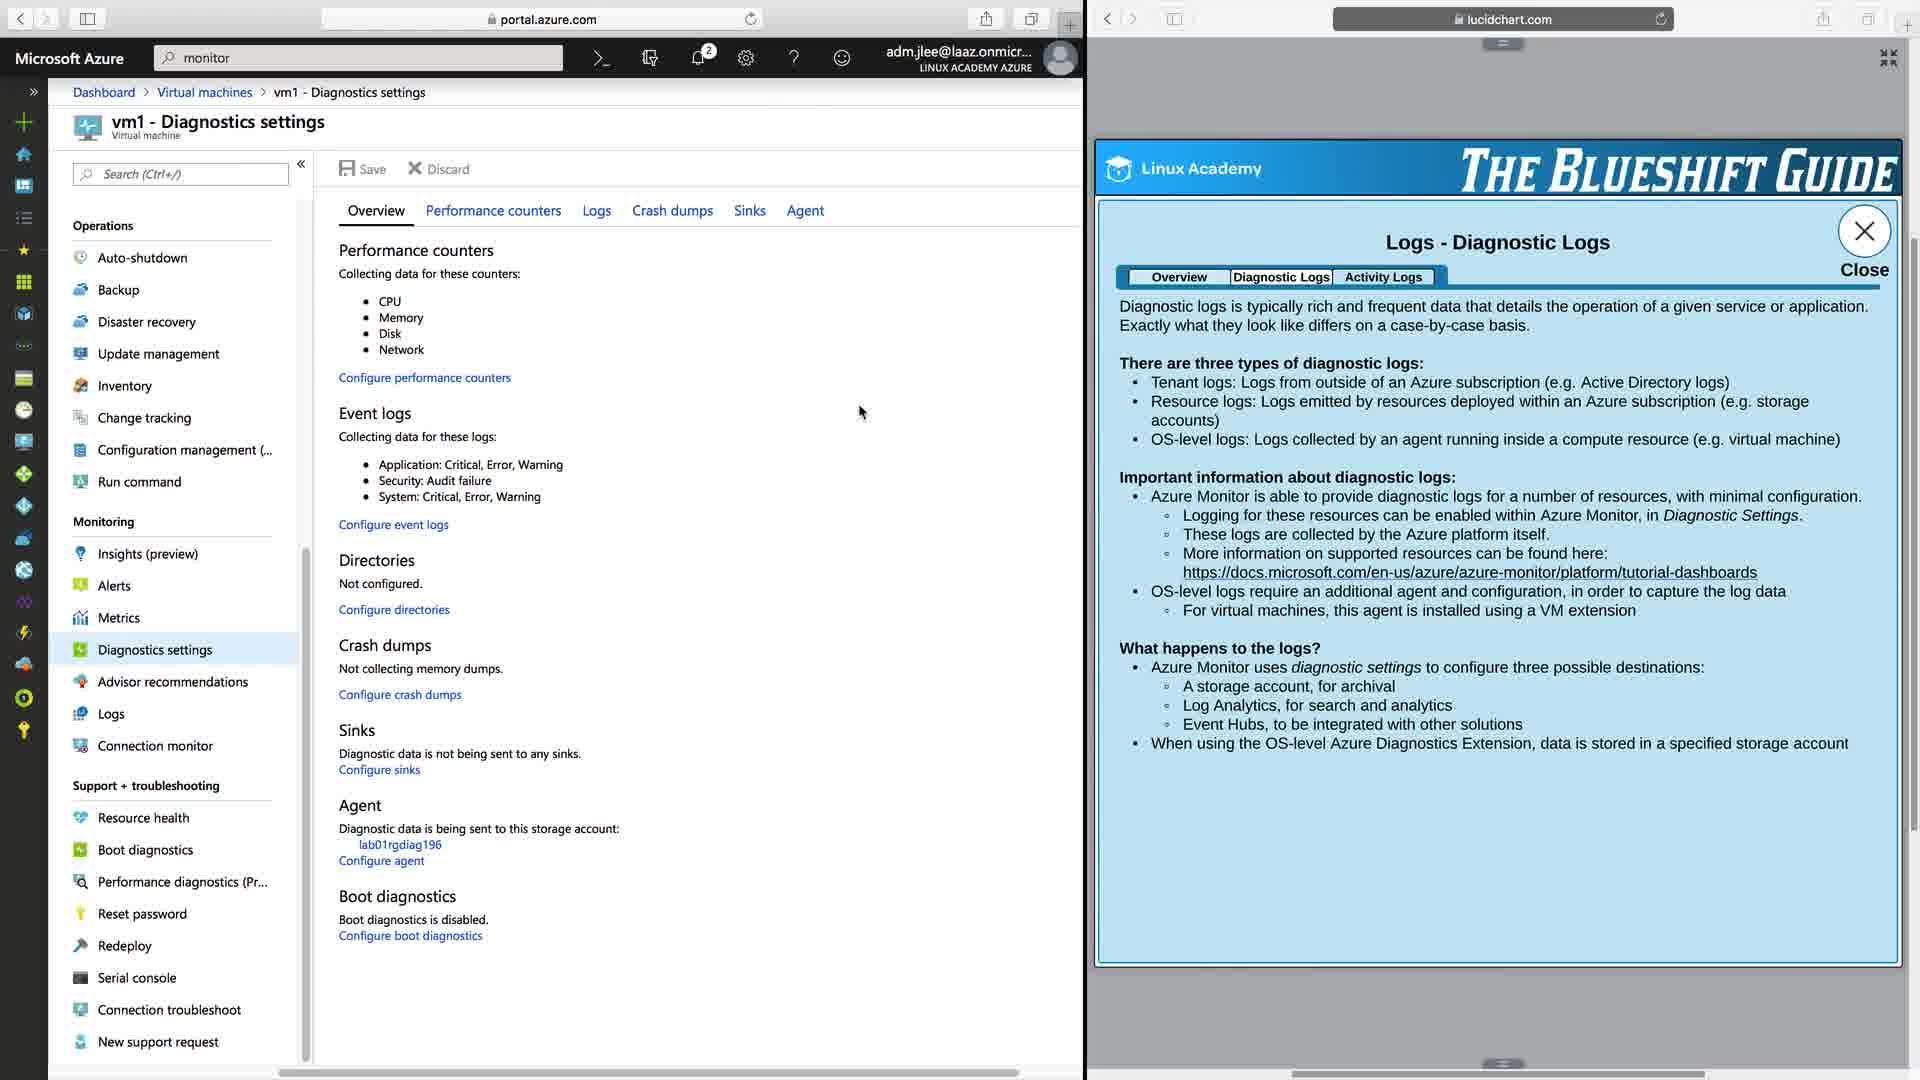 portal.azure.com
Microsoft Azure
monitor
2
adm.jlee@laaz.onmicr...
LINUX ACADEMY AZURE
Dashboard > Virtual machines > vm1 - Diagnostics settings
vm1 - Diagnostics settings
Virtual machine
Search (Ctrl+/)
Operations
Auto-shutdown
Backup
Disaster recovery
Update management
Inventory
Change tracking
Configuration management (...
Run command
Monitoring
Insights (preview)
Alerts
Metrics
Diagnostics settings
Advisor recommendations
Logs
Connection monitor
Support + troubleshooting
Resource health
Boot diagnostics
Performance diagnostics (Pr...
Reset password
Redeploy
Serial console
Connection troubleshoot
New support request
Save Discard
Overview Performance counters Logs Crash dumps Sinks Agent
Performance counters
Collecting data for these counters:
• CPU
• Memory
• Disk
• Network
Configure performance counters
Event logs
Collecting data for these logs:
• Application: Critical, Error, Warning
• Security: Audit failure
• System: Critical, Error, Warning
Configure event logs
Directories
Not configured.
Configure directories
Crash dumps
Not collecting memory dumps.
Configure crash dumps
Sinks
Diagnostic data is not being sent to any sinks.
Configure sinks
Agent
Diagnostic data is being sent to this storage account:
lab01rgdiag196
Configure agent
Boot diagnostics
Boot diagnostics is disabled.
Configure boot diagnostics
lucidchart.com
Linux Academy
THE BLUESHIFT GUIDE
Logs - Diagnostic Logs
Close
Overview Diagnostic Logs Activity Logs
Diagnostic logs is typically rich and frequent data that details the operation of a given service or application.
Exactly what they look like differs on a case-by-case basis.
There are three types of diagnostic logs:
• Tenant logs: Logs from outside of an Azure subscription (e.g. Active Directory logs)
• Resource logs: Logs emitted by resources deployed within an Azure subscription (e.g. storage
accounts)
• OS-level logs: Logs collected by an agent running inside a compute resource (e.g. virtual machine)
Important information about diagnostic logs:
• Azure Monitor is able to provide diagnostic logs for a number of resources, with minimal configuration.
◦ Logging for these resources can be enabled within Azure Monitor, in Diagnostic Settings.
◦ These logs are collected by the Azure platform itself.
◦ More information on supported resources can be found here:
https://docs.microsoft.com/en-us/azure/azure-monitor/platform/tutorial-dashboards
• OS-level logs require an additional agent and configuration, in order to capture the log data
◦ For virtual machines, this agent is installed using a VM extension
What happens to the logs?
• Azure Monitor uses diagnostic settings to configure three possible destinations:
◦ A storage account, for archival
◦ Log Analytics, for search and analytics
◦ Event Hubs, to be integrated with other solutions
• When using the OS-level Azure Diagnostics Extension, data is stored in a specified storage account